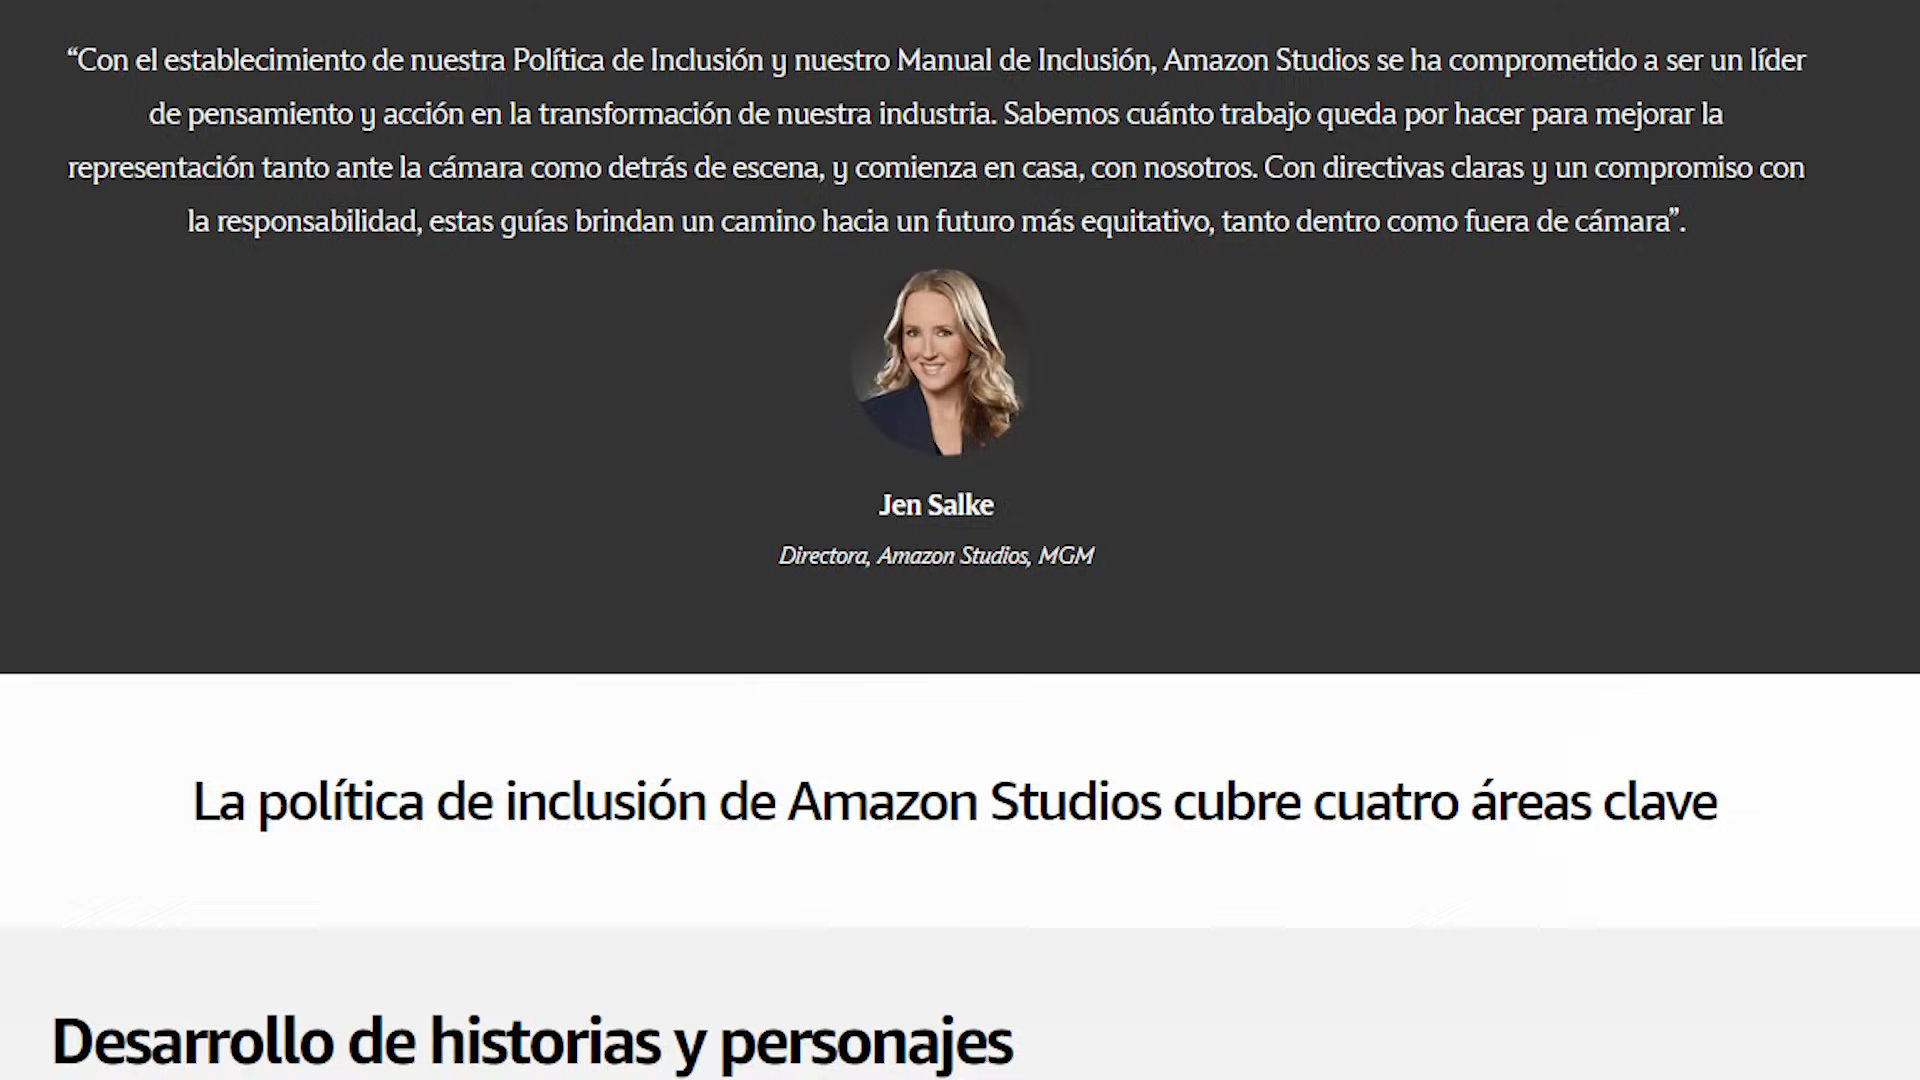 “Con el establecimiento de nuestra Política de Inclusión y nuestro Manual de Inclusión, Amazon Studios se ha comprometido a ser un líder
de pensamiento y acción en la transformación de nuestra industria. Sabemos cuánto trabajo queda por hacer para mejorar la
representación tanto ante la cámara como detrás de escena, y comienza en casa, con nosotros. Con directivas claras y un compromiso con
la responsabilidad, estas guías brindan un camino hacia un futuro más equitativo, tanto dentro como fuera de cámara”.
Jen Salke
Directora, Amazon Studios, MGM
La política de inclusión de Amazon Studios cubre cuatro áreas clave
Desarrollo de historias y personajes